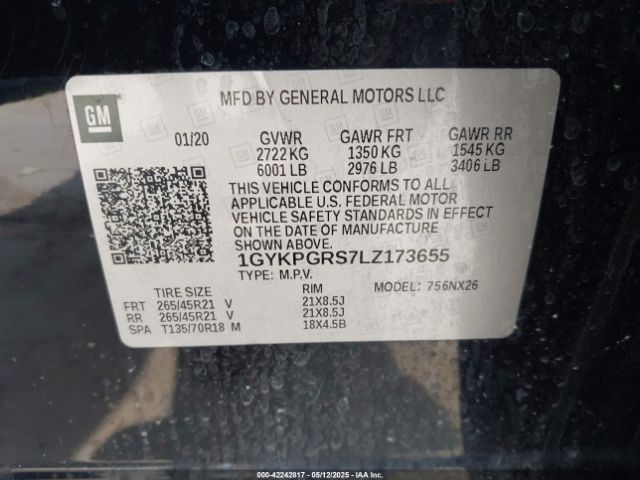 GM
MFD BY GENERAL MOTORS LLC
01/20 GVWR GAWR FRT GAWR RR
2722 KG 1350 KG 1545 KG
6001 LB 2976 LB 3406 LB
THIS VEHICLE CONFORMS TO ALL
APPLICABLE U.S. FEDERAL MOTOR
VEHICLE SAFETY STANDARDS IN EFFECT
ON THE DATE OF MANUFACTURE
SHOWN ABOVE.
1GYKPGRS7LZ173655
TYPE: M.P.V. MODEL: 756NX26
TIRE SIZE RIM
FRT 265/45R21 V 21X8.5J
RR 265/45R21 V 21X8.5J
SPA T135/70R18 M 18X4.5B
000-42242817 - 05/12/2025 - IAA Inc.